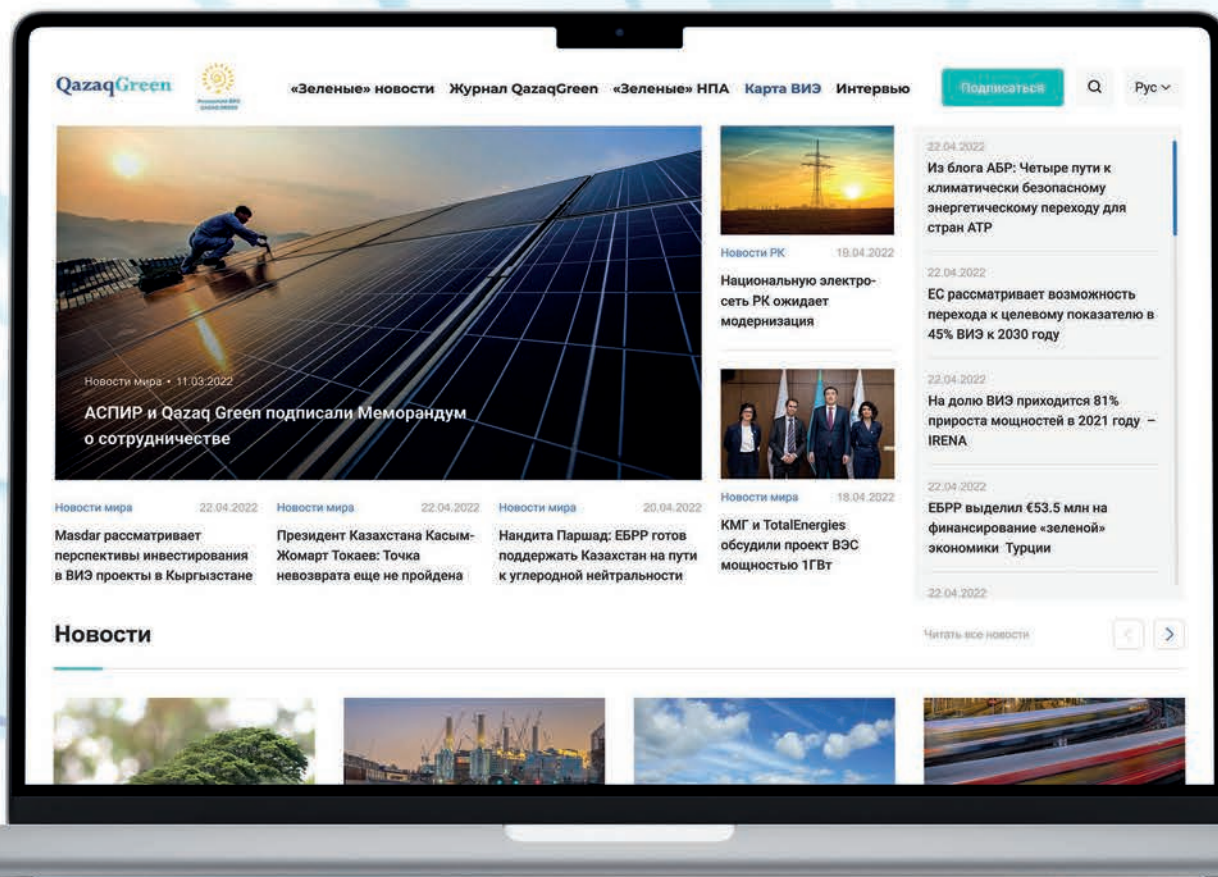 QazaqGreen
«Зеленые» новости Журнал QazaqGreen «Зеленые» НПА Карта ВИЭ Интервью
Подписаться
Рус
Новости мира • 11.03.2022
АСПИР и Qazaq Green подписали Меморандум
о сотрудничестве
Новости мира 22.04.2022
Masdar рассматривает
перспективы инвестирования
в ВИЭ проекты в Кыргызстане
Новости мира 22.04.2022
Президент Казахстана Касым-
Жомарт Токаев: Точка
невозврата еще не пройдена
Новости мира 20.04.2022
Нандита Паршад: ЕБРР готов
поддержать Казахстан на пути
к углеродной нейтральности
Новости РК 19.04.2022
Национальную электро-
сеть РК ожидает
модернизация
Новости мира 18.04.2022
КМГ и TotalEnergies
обсудили проект ВЭС
мощностью 1ГВт
22.04.2022
Из блога АБР: Четыре пути к
климатически безопасному
энергетическому переходу для
стран АТР
22.04.2022
ЕС рассматривает возможность
перехода к целевому показателю в
45% ВИЭ к 2030 году
22.04.2022
На долю ВИЭ приходится 81%
прироста мощностей в 2021 году –
IRENA
22.04.2022
ЕБРР выделил €53.5 млн на
финансирование «зеленой»
экономики Турции
22.04.2022
Новости
Читать все новости